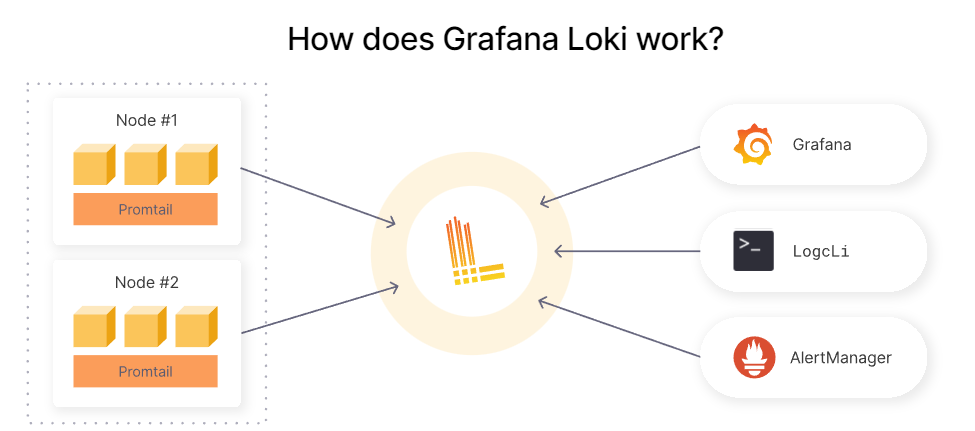 How does Grafana Loki work?
Node #1
Promtail
Node #2
Promtail
Grafana
>_
LogcLi
AlertManager